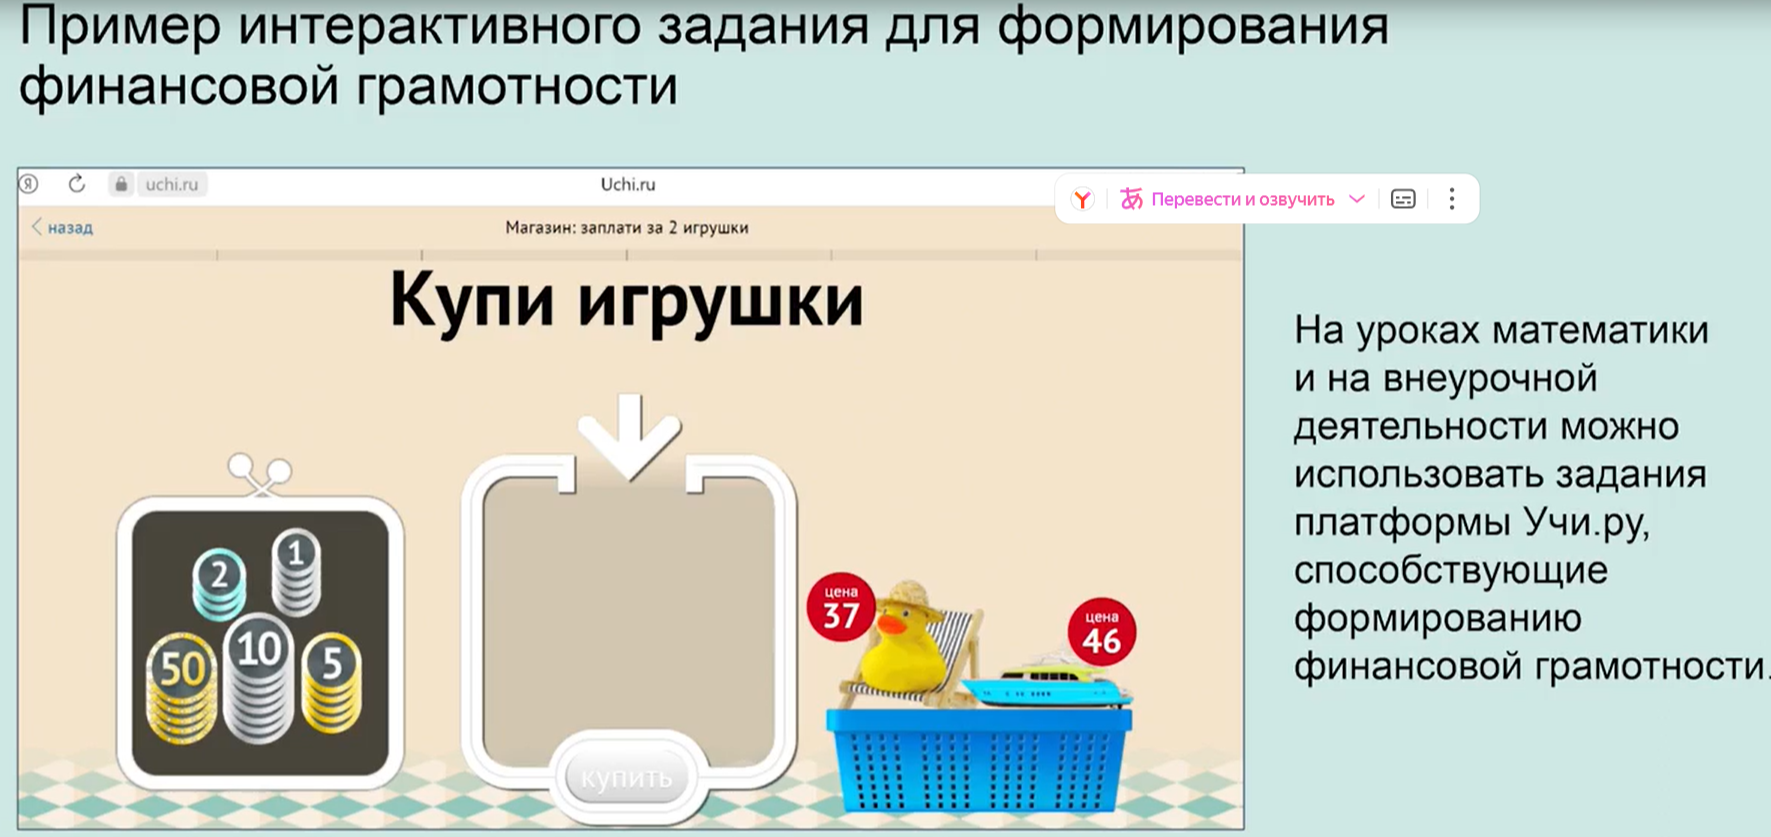 Пример интерактивного задания для формирования
финансовой грамотности
uchi.ru
Uchi.ru
Перевести и озвучить
назад
Магазин: заплати за 2 игрушки
Купи игрушки
2
1
50
10
5
купить
цена
37
цена
46
На уроках математики
и на внеурочной
деятельности можно
использовать задания
платформы Учи.ру,
способствующие
формированию
финансовой грамотности.